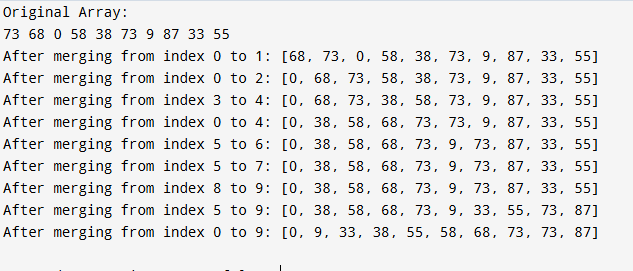 Original Array:
73 68 0 58 38 73 9 87 33 55
After merging from index 0 to 1: [68, 73, 0, 58, 38, 73, 9, 87, 33, 55]
After merging from index 0 to 2: [0, 68, 73, 58, 38, 73, 9, 87, 33, 55]
After merging from index 3 to 4: [0, 68, 73, 38, 58, 73, 9, 87, 33, 55]
After merging from index 0 to 4: [0, 38, 58, 68, 73, 73, 9, 87, 33, 55]
After merging from index 5 to 6: [0, 38, 58, 68, 73, 9, 73, 87, 33, 55]
After merging from index 5 to 7: [0, 38, 58, 68, 73, 9, 73, 87, 33, 55]
After merging from index 8 to 9: [0, 38, 58, 68, 73, 9, 73, 87, 33, 55]
After merging from index 5 to 9: [0, 38, 58, 68, 73, 9, 33, 55, 73, 87]
After merging from index 0 to 9: [0, 9, 33, 38, 55, 58, 68, 73, 73, 87]